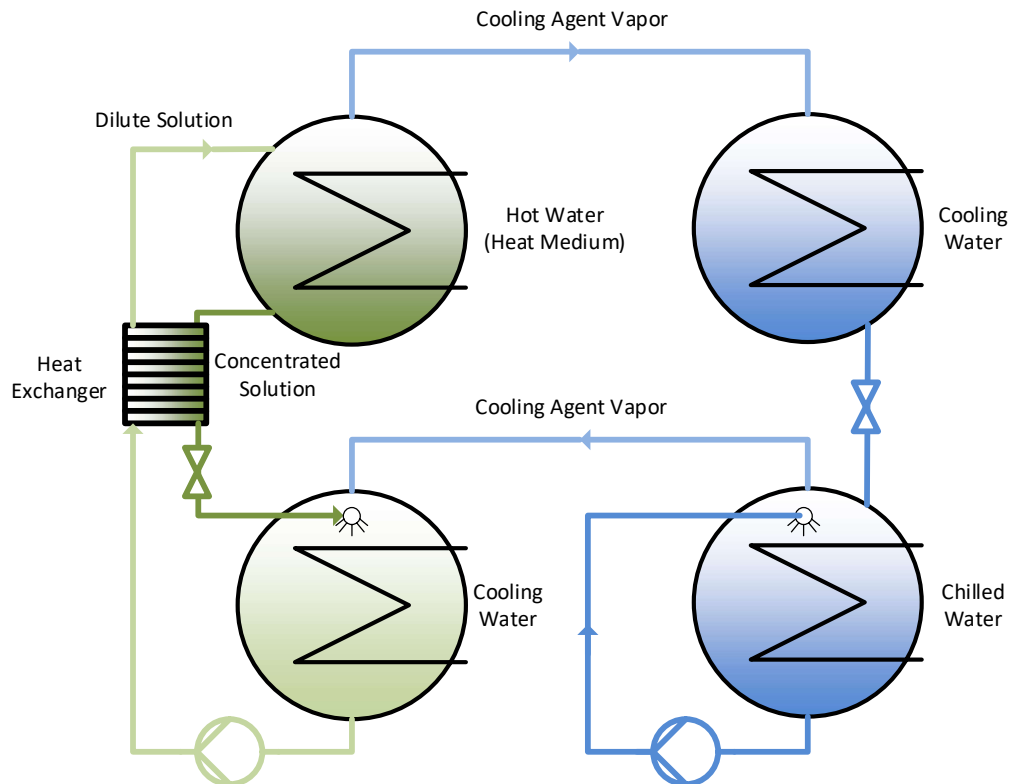 Cooling Agent Vapor
Dilute Solution
Hot Water
(Heat Medium)
Cooling
Water
Heat
Exchanger
Concentrated
Solution
Cooling Agent Vapor
Cooling
Water
Chilled
Water